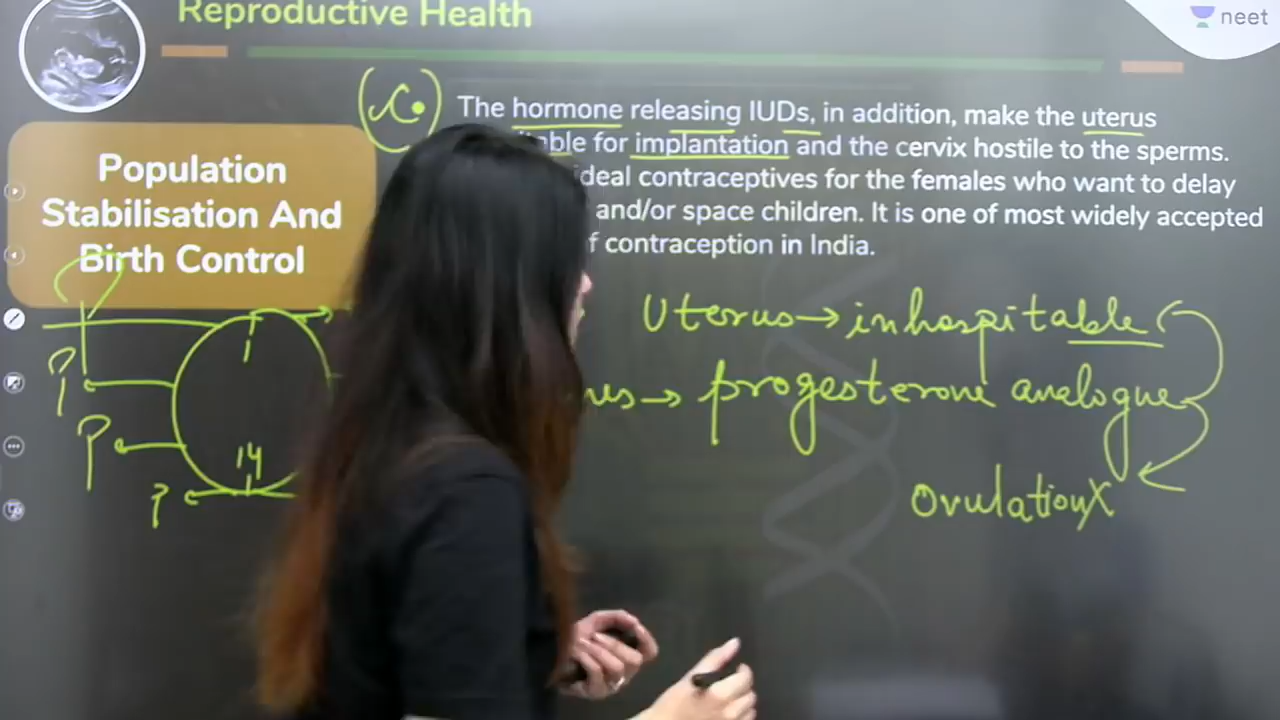 Reproductive Health
neet
Population
Stabilisation And
Birth Control
The hormone releasing IUDs, in addition, make the uterus
for implantation and the cervix hostile to the sperms.
ideal contraceptives for the females who want to delay
and/or space children. It is one of most widely accepted
contraception in India.
Uterus → inhospitable
→ progesterone analogue
Ovulation X
1
P
P
14
P